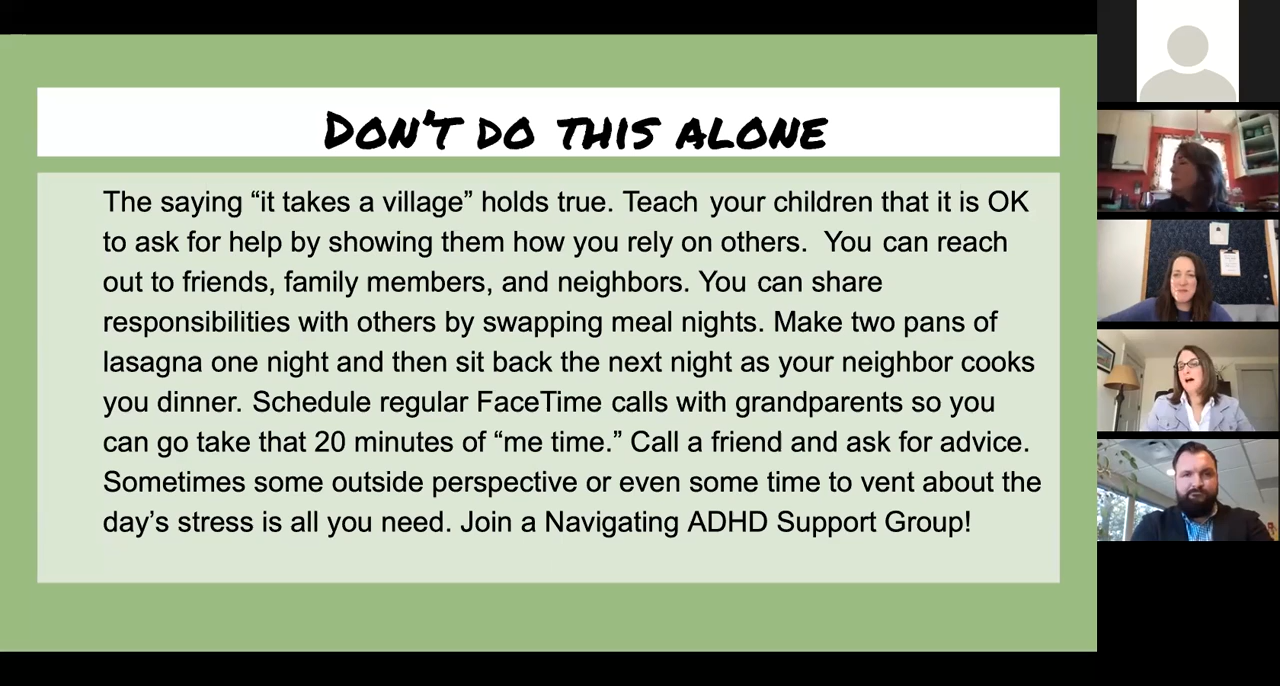 DON'T DO THIS ALONE
The saying “it takes a village” holds true. Teach your children that it is OK
to ask for help by showing them how you rely on others.  You can reach
out to friends, family members, and neighbors. You can share
responsibilities with others by swapping meal nights. Make two pans of
lasagna one night and then sit back the next night as your neighbor cooks
you dinner. Schedule regular FaceTime calls with grandparents so you
can go take that 20 minutes of “me time.” Call a friend and ask for advice.
Sometimes some outside perspective or even some time to vent about the
day’s stress is all you need. Join a Navigating ADHD Support Group!